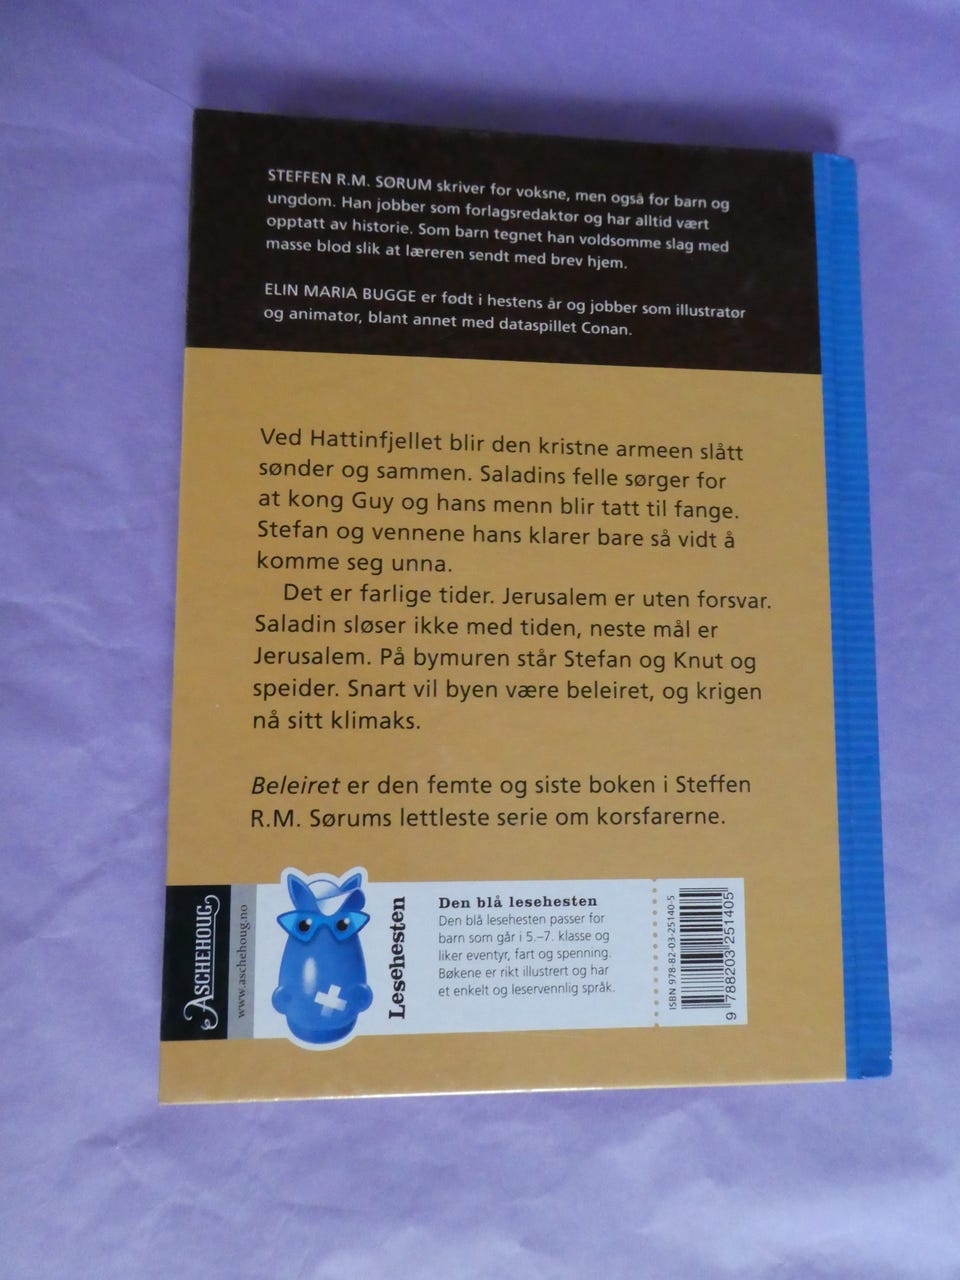 STEFFEN R.M. SØRUM skriver for voksne, men også for barn og
ungdom. Han jobber som forlagsredaktør og har alltid vært
opptatt av historie. Som barn tegnet han voldsomme slag med
masse blod slik at læreren sendt med brev hjem.
ELIN MARIA BUGGE er født i hestens år og jobber som illustratør
og animatør, blant annet med dataspillet Conan.
Ved Hattinfjellet blir den kristne armeen slått
sønder og sammen. Saladins felle sørger for
at kong Guy og hans menn blir tatt til fange.
Stefan og vennene hans klarer bare så vidt å
komme seg unna.
Det er farlige tider. Jerusalem er uten forsvar.
Saladin sløser ikke med tiden, neste mål er
Jerusalem. På bymuren står Stefan og Knut og
speider. Snart vil byen være beleiret, og krigen
nå sitt klimaks.
Beleiret er den femte og siste boken i Steffen
R.M. Sørums lettleste serie om korsfarerne.
ASCHEHOUG
www.aschehoug.no
Lesehesten
Den blå lesehesten
Den blå lesehesten passer for
barn som går i 5.–7. klasse og
liker eventyr, fart og spenning.
Bøkene er rikt illustrert og har
et enkelt og leservennlig språk.
ISBN 978-82-03-25140-5
9 788203 251405